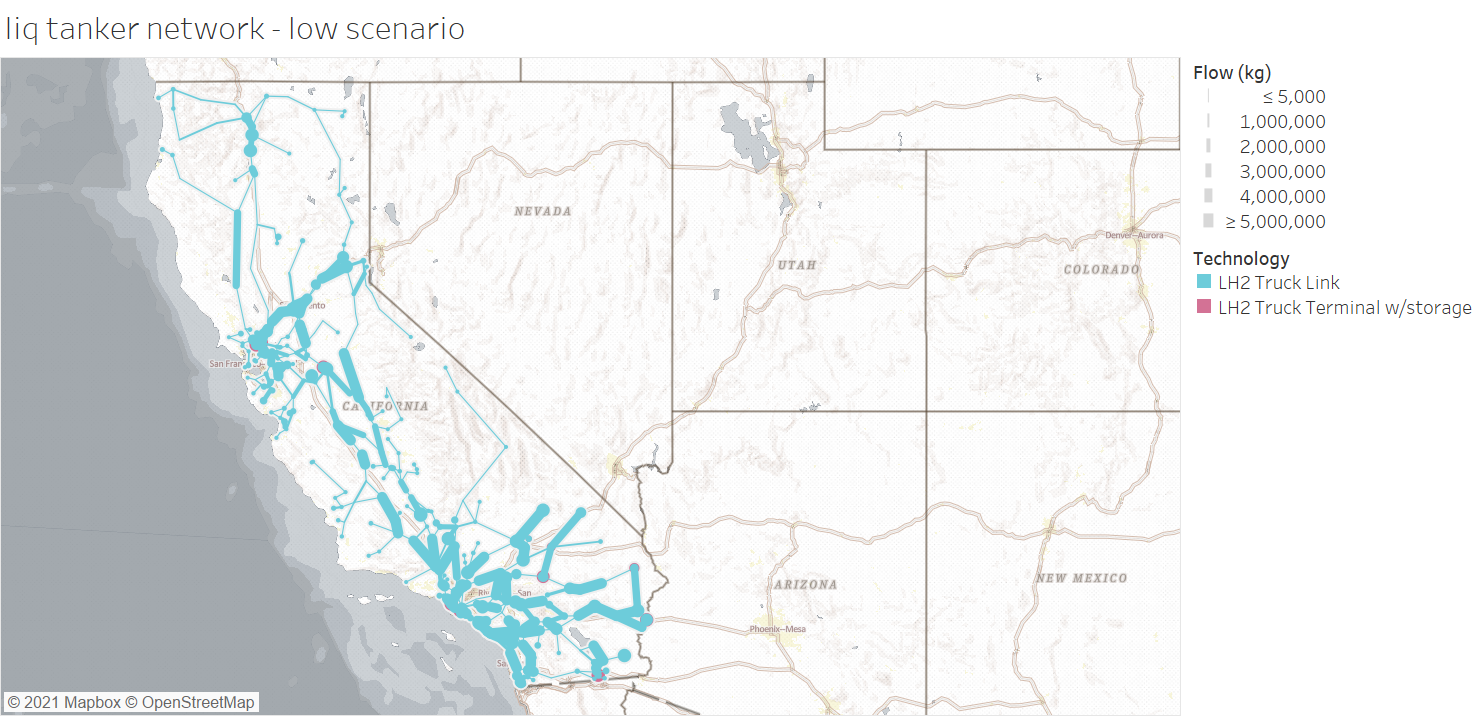 liq tanker network - low scenario
Flow (kg)
≤ 5,000
1,000,000
2,000,000
3,000,000
4,000,000
≥ 5,000,000
Technology
LH2 Truck Link
LH2 Truck Terminal w/storage
NEVADA
UTAH
COLORADO
Denver–Aurora
San Fran
CALIFORNIA
San
ARIZONA
Phoenix–Mesa
NEW MEXICO
© 2021 Mapbox © OpenStreetMap